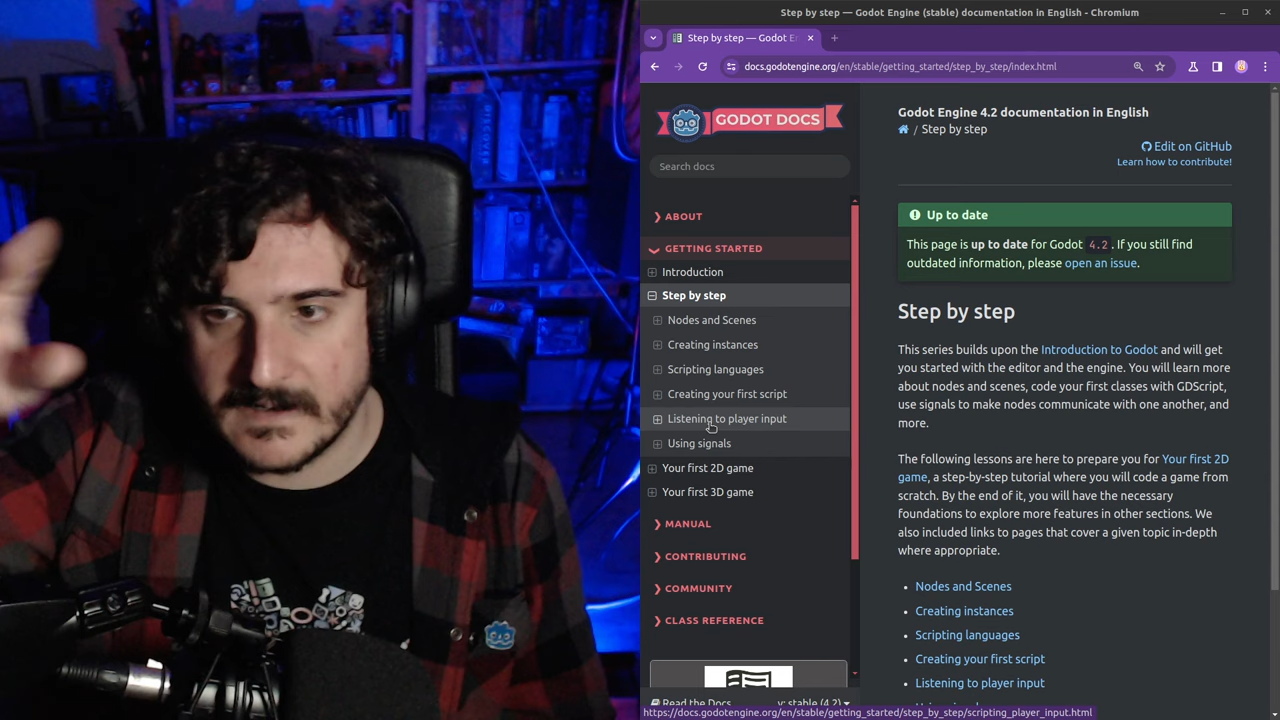 Step by step — Godot Engine (stable) documentation in English - Chromium
Step by step — Godot E
docs.godotengine.org/en/stable/getting_started/step_by_step/index.html
GODOT DOCS
Search docs
ABOUT
GETTING STARTED
Introduction
Step by step
Nodes and Scenes
Creating instances
Scripting languages
Creating your first script
Listening to player input
Using signals
Your first 2D game
Your first 3D game
MANUAL
CONTRIBUTING
COMMUNITY
CLASS REFERENCE
Read the Docs
v: stable (4.2)
Godot Engine 4.2 documentation in English
/ Step by step
Edit on GitHub
Learn how to contribute!
Up to date
This page is up to date for Godot 4.2. If you still find
outdated information, please open an issue.
Step by step
This series builds upon the Introduction to Godot and will get
you started with the editor and the engine. You will learn more
about nodes and scenes, code your first classes with GDScript,
use signals to make nodes communicate with one another, and
more.
The following lessons are here to prepare you for Your first 2D
game, a step-by-step tutorial where you will code a game from
scratch. By the end of it, you will have the necessary
foundations to explore more features in other sections. We
also included links to pages that cover a given topic in-depth
where appropriate.
• Nodes and Scenes
• Creating instances
• Scripting languages
• Creating your first script
• Listening to player input
https://docs.godotengine.org/en/stable/getting_started/step_by_step/scripting_player_input.html